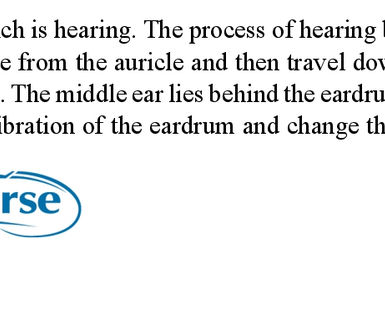 ch is hearing. The process of hearing b
e from the auricle and then travel dow
. The middle ear lies behind the eardru
ibration of the eardrum and change th
rse